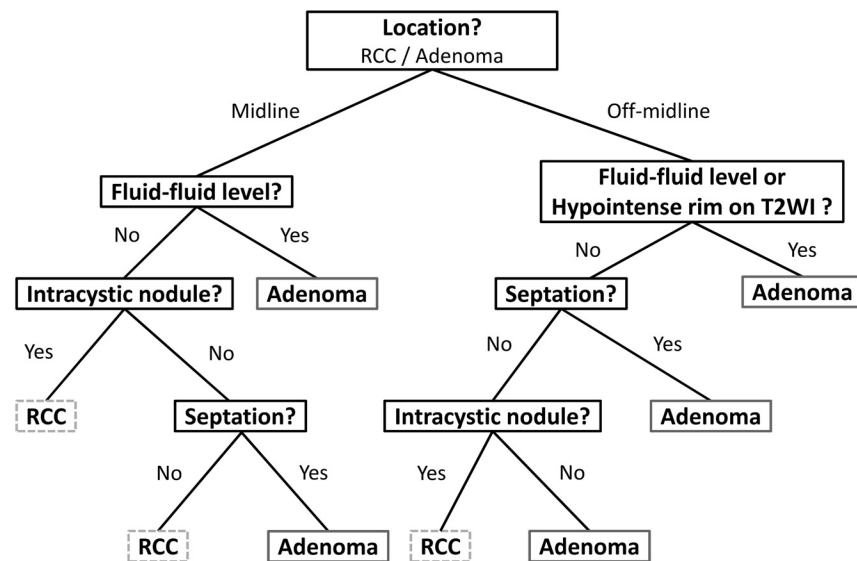 Location?
RCC / Adenoma
Midline
Off-midline
Fluid-fluid level?
Fluid-fluid level or
Hypointense rim on T2WI ?
No
Yes
No
Yes
Intracystic nodule?
Adenoma
Septation?
Adenoma
Yes
No
No
Yes
RCC
Septation?
Intracystic nodule?
Adenoma
No
Yes
Yes
No
RCC
Adenoma
RCC
Adenoma